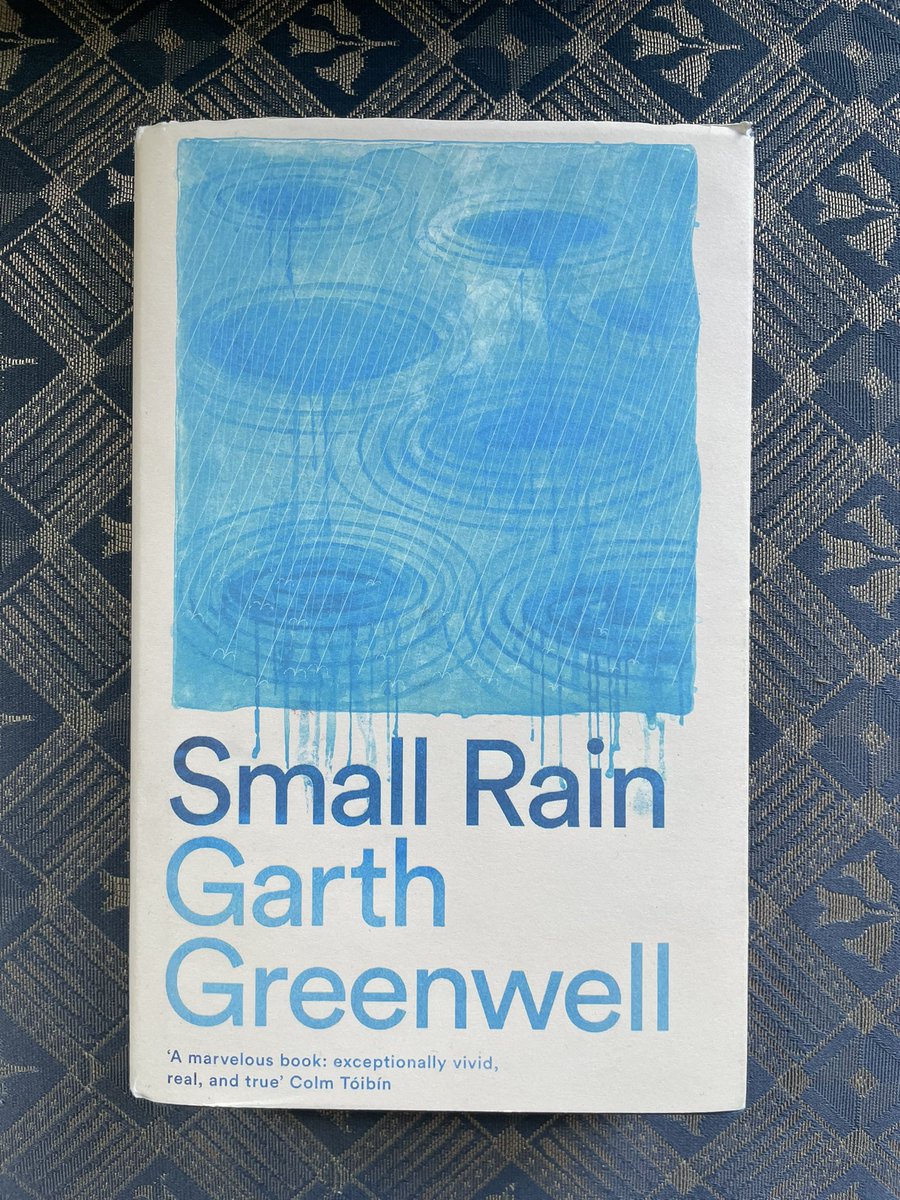 Small Rain
Garth
Greenwell
‘A marvelous book: exceptionally vivid,
real, and true’ Colm Tóibín